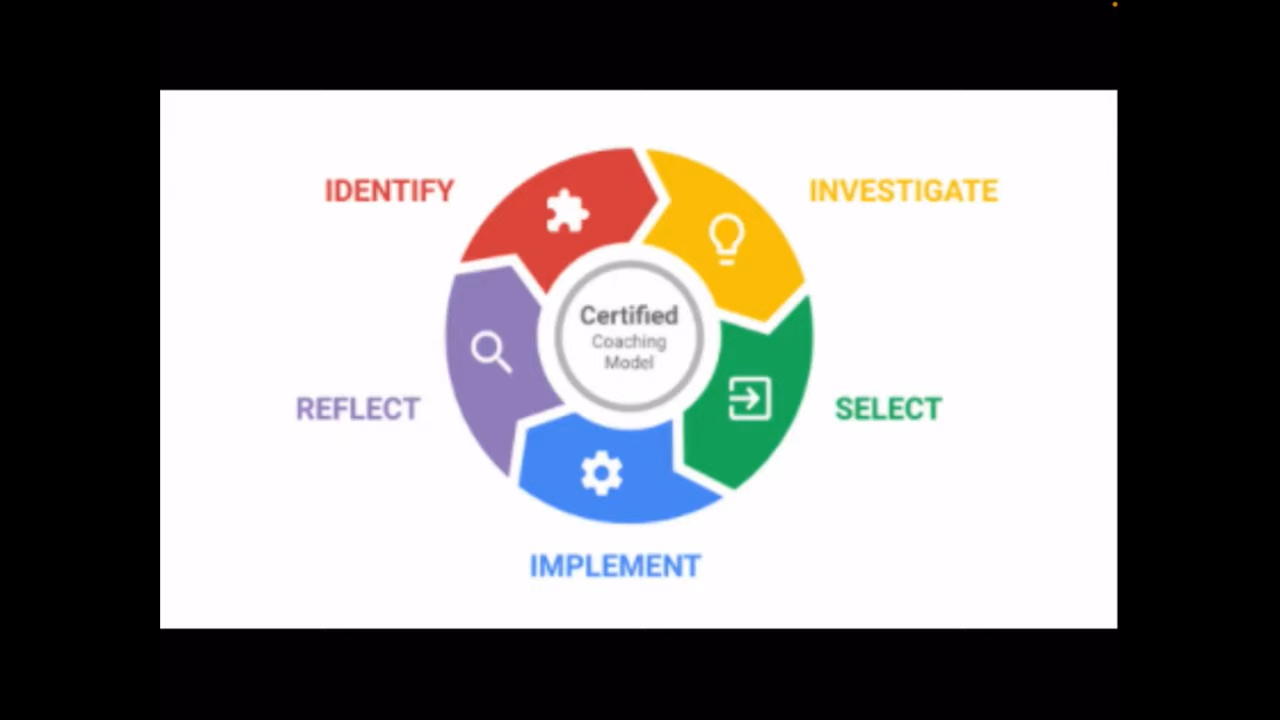 IDENTIFY
INVESTIGATE
Certified
Coaching
Model
REFLECT
SELECT
IMPLEMENT